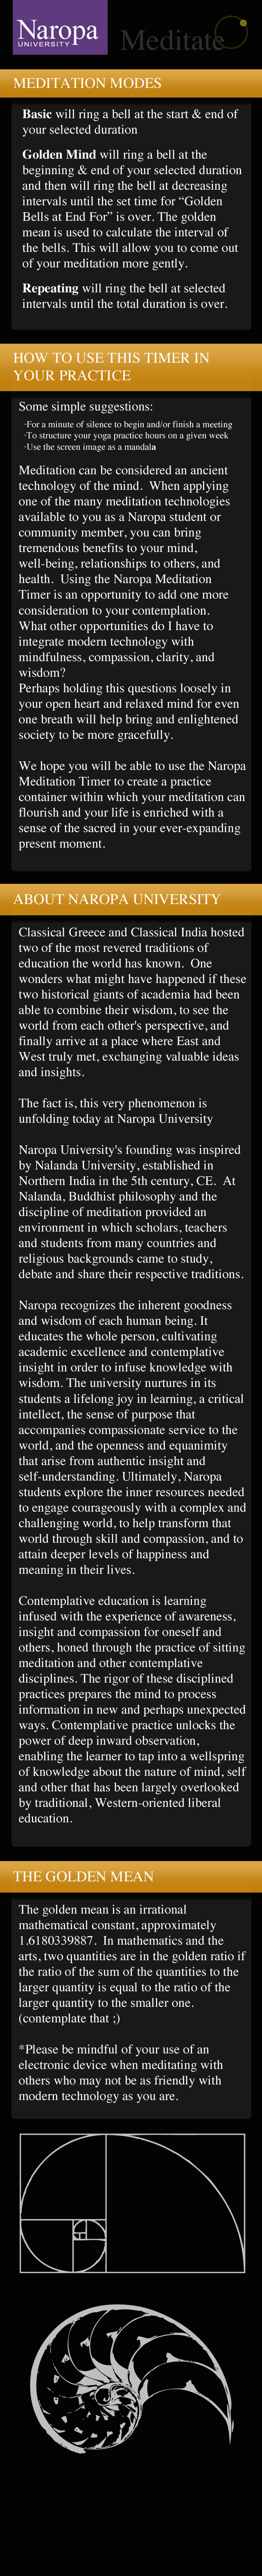 Naropa
UNIVERSITY
Meditate
MEDITATION MODES
Basic will ring a bell at the start & end of
your selected duration
Golden Mind will ring a bell at the
beginning & end of your selected duration
and then will ring the bell at decreasing
intervals until the set time for “Golden
Bells at End For” is over. The golden
mean is used to calculate the interval of
the bells. This will allow you to come out
of your meditation more gently.
Repeating will ring the bell at selected
intervals until the total duration is over.
HOW TO USE THIS TIMER IN
YOUR PRACTICE
Some simple suggestions:
·For a minute of silence to begin and/or finish a meeting
·To structure your yoga practice hours on a given week
·Use the screen image as a mandala
Meditation can be considered an ancient
technology of the mind.  When applying
one of the many meditation technologies
available to you as a Naropa student or
community member, you can bring
tremendous benefits to your mind,
well-being, relationships to others, and
health.  Using the Naropa Meditation
Timer is an opportunity to add one more
consideration to your contemplation.
What other opportunities do I have to
integrate modern technology with
mindfulness, compassion, clarity, and
wisdom?
Perhaps holding this questions loosely in
your open heart and relaxed mind for even
one breath will help bring and enlightened
society to be more gracefully.
We hope you will be able to use the Naropa
Meditation Timer to create a practice
container within which your meditation can
flourish and your life is enriched with a
sense of the sacred in your ever-expanding
present moment.
ABOUT NAROPA UNIVERSITY
Classical Greece and Classical India hosted
two of the most revered traditions of
education the world has known.  One
wonders what might have happened if these
two historical giants of academia had been
able to combine their wisdom, to see the
world from each other's perspective, and
finally arrive at a place where East and
West truly met, exchanging valuable ideas
and insights.
The fact is, this very phenomenon is
unfolding today at Naropa University
Naropa University's founding was inspired
by Nalanda University, established in
Northern India in the 5th century, CE.  At
Nalanda, Buddhist philosophy and the
discipline of meditation provided an
environment in which scholars, teachers
and students from many countries and
religious backgrounds came to study,
debate and share their respective traditions.
Naropa recognizes the inherent goodness
and wisdom of each human being. It
educates the whole person, cultivating
academic excellence and contemplative
insight in order to infuse knowledge with
wisdom. The university nurtures in its
students a lifelong joy in learning, a critical
intellect, the sense of purpose that
accompanies compassionate service to the
world, and the openness and equanimity
that arise from authentic insight and
self-understanding. Ultimately, Naropa
students explore the inner resources needed
to engage courageously with a complex and
challenging world, to help transform that
world through skill and compassion, and to
attain deeper levels of happiness and
meaning in their lives.
Contemplative education is learning
infused with the experience of awareness,
insight and compassion for oneself and
others, honed through the practice of sitting
meditation and other contemplative
disciplines. The rigor of these disciplined
practices prepares the mind to process
information in new and perhaps unexpected
ways. Contemplative practice unlocks the
power of deep inward observation,
enabling the learner to tap into a wellspring
of knowledge about the nature of mind, self
and other that has been largely overlooked
by traditional, Western-oriented liberal
education.
THE GOLDEN MEAN
The golden mean is an irrational
mathematical constant, approximately
1.6180339887.  In mathematics and the
arts, two quantities are in the golden ratio if
the ratio of the sum of the quantities to the
larger quantity is equal to the ratio of the
larger quantity to the smaller one.
(contemplate that ;)
*Please be mindful of your use of an
electronic device when meditating with
others who may not be as friendly with
modern technology as you are.